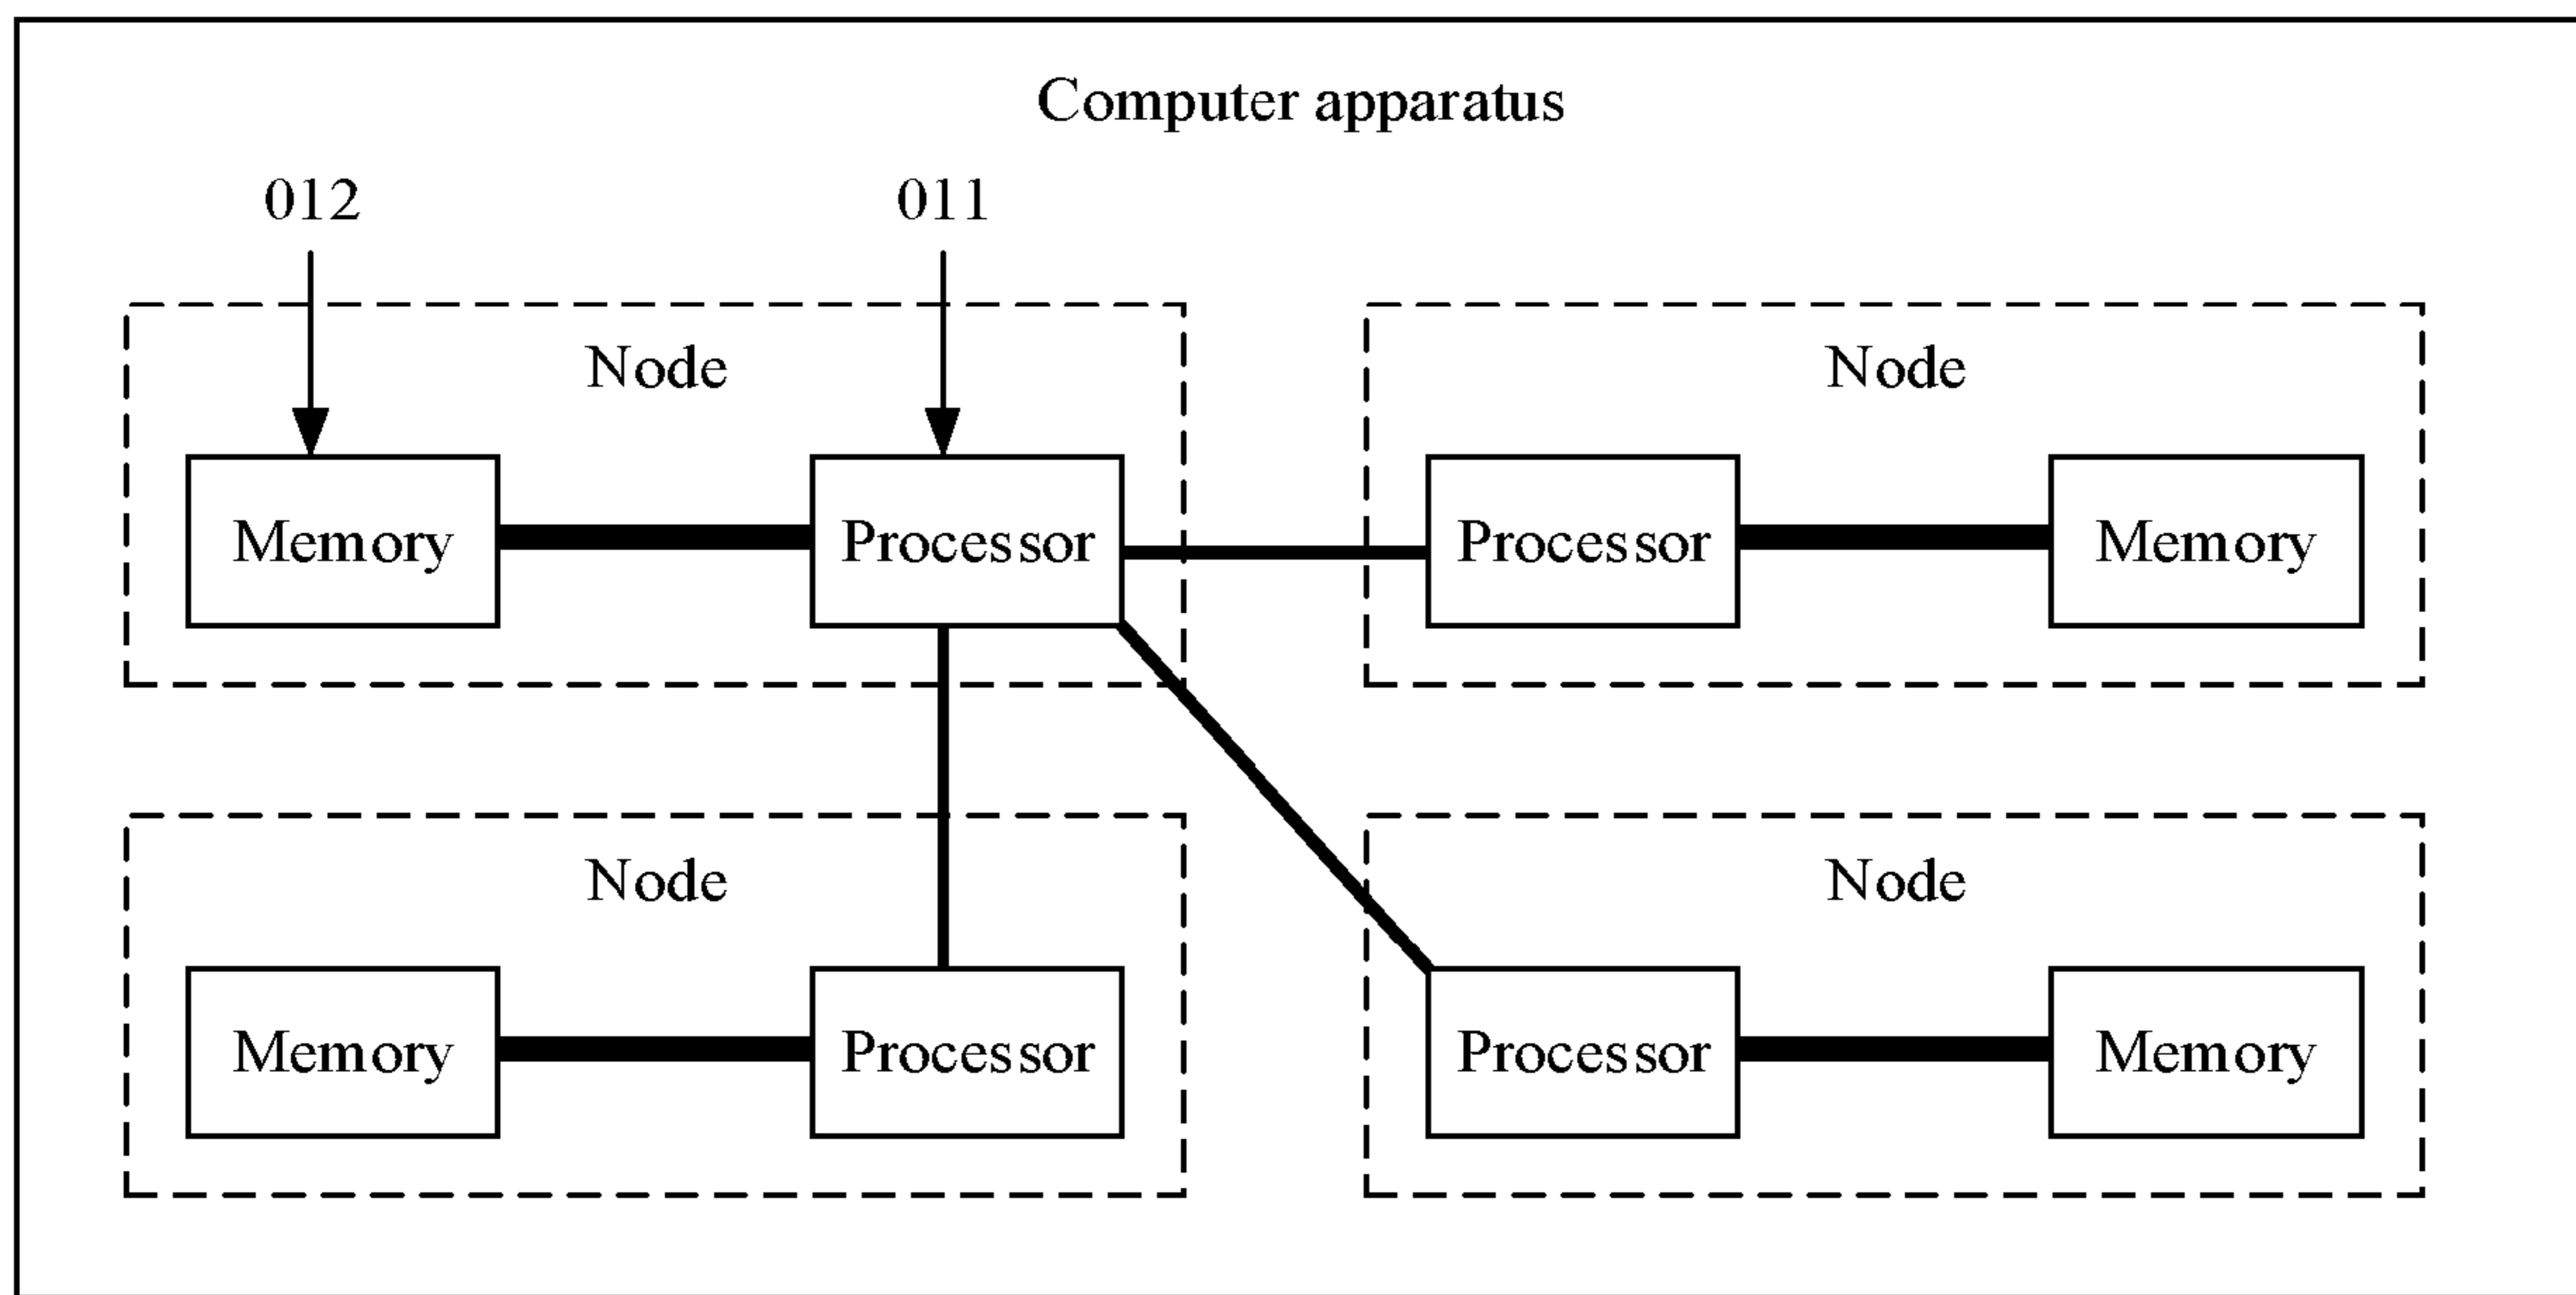 Computer apparatus
012 011
Node Node
Memory Processor Processor Memory
Node Node
Memory Processor Processor Memory